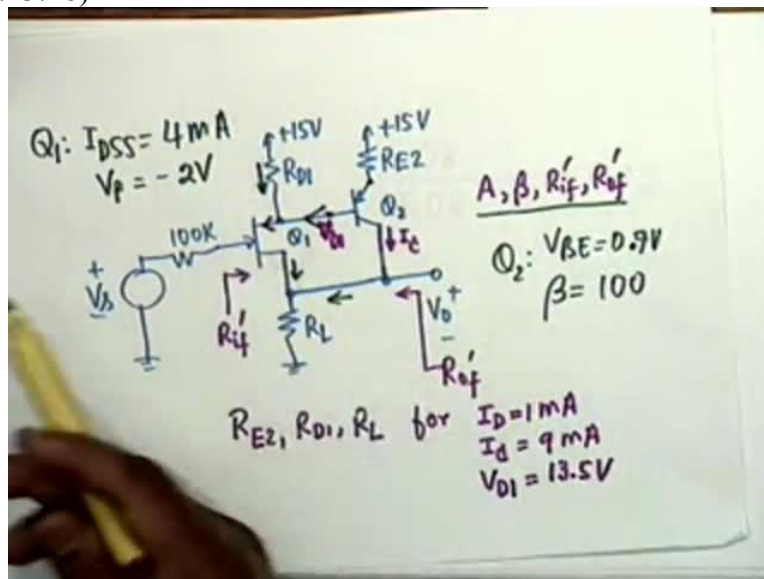 Q1: IDSS = 4mA
VP = -2V
+15V
+15V
RD1
RE2
Q2
100K
Q1
VD1
IC
VS
+
-
Rif'
RL
VO
+
-
Rof'
A, β, Rif', Rof'
Q2: VBE = 0.7V
β = 100
RE2, RD1, RL for ID = 1mA
Id = 9mA
VD1 = 13.5V